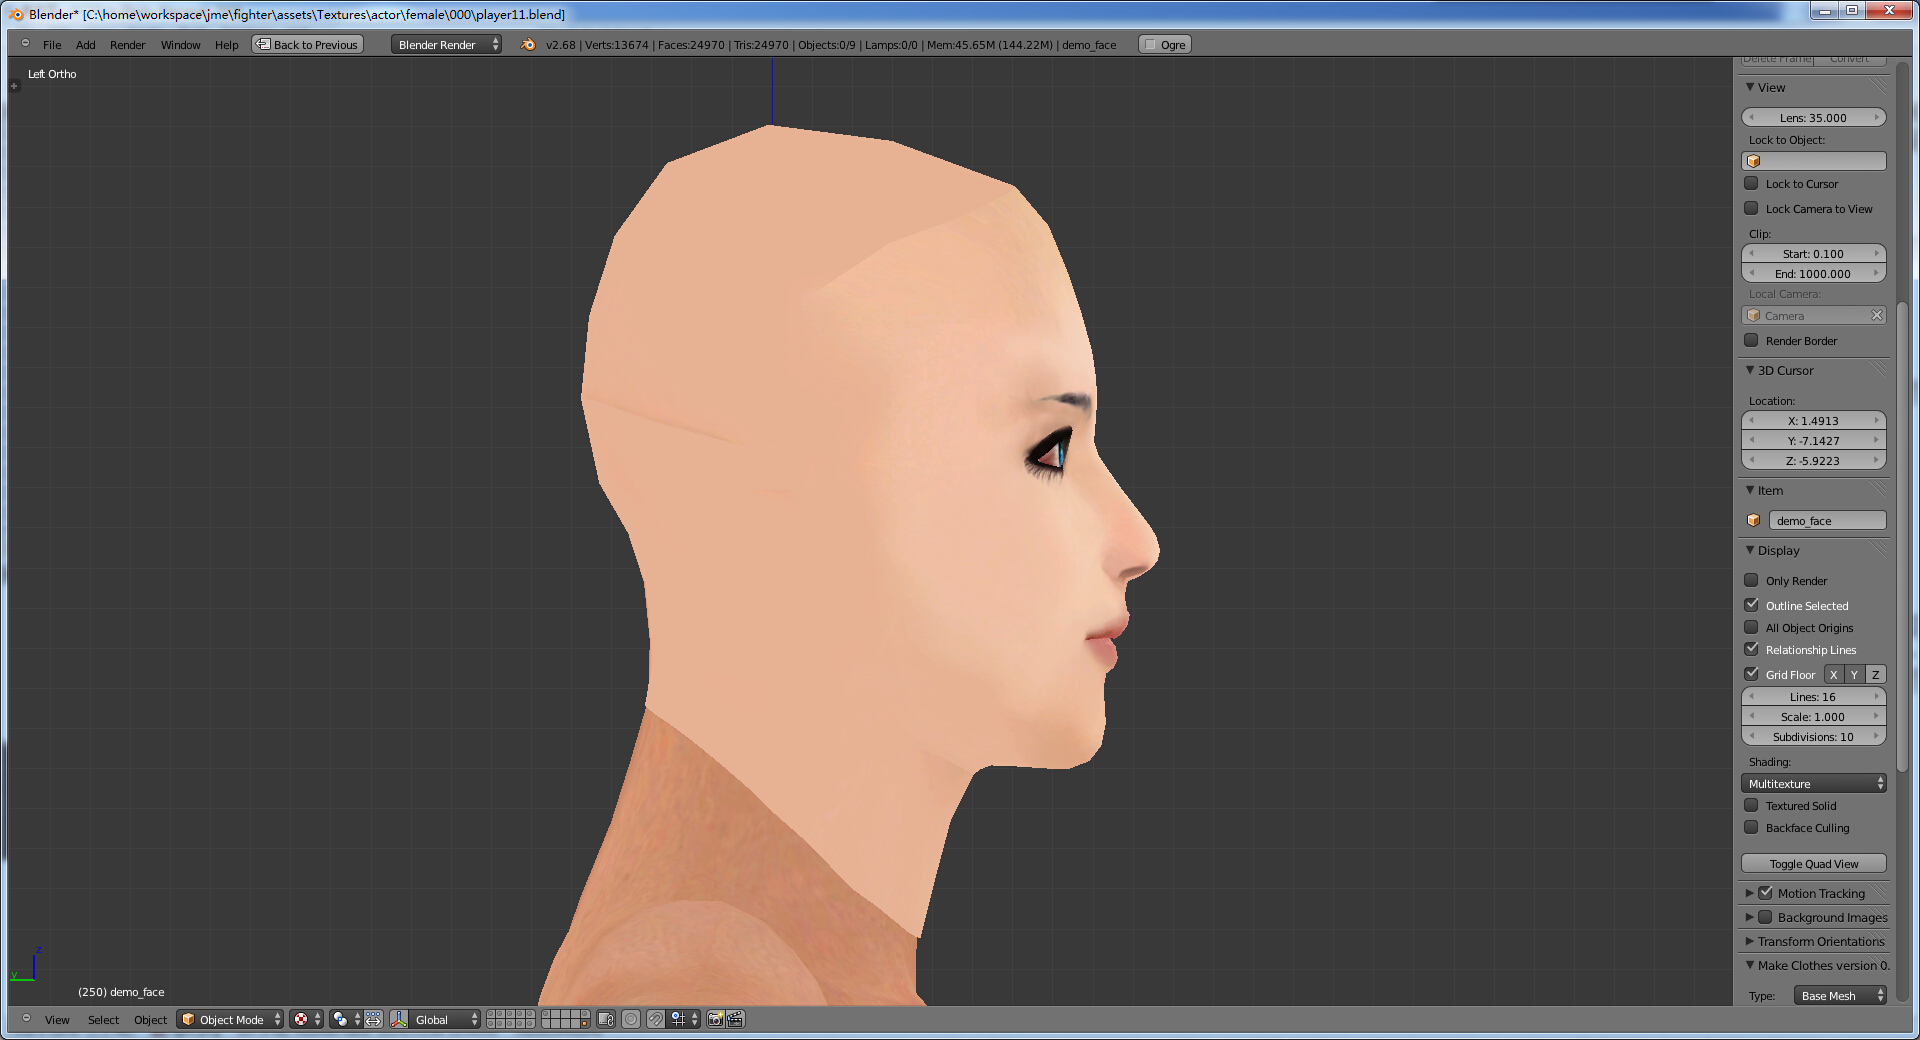 Blender* [C:\home\workspace\jme\fighter\assets\Textures\actor\female\000\player11.blend]
File Add Render Window Help Back to Previous Blender Render v2.68 | Verts:13674 | Faces:24970 | Tris:24970 | Objects:0/9 | Lamps:0/0 | Mem:45.65M (144.22M) | demo_face Ogre
Left Ortho
Delete Frame Convert
View
Lens: 35.000
Lock to Object:
Lock to Cursor
Lock Camera to View
Clip:
Start: 0.100
End: 1000.000
Local Camera:
Camera
Render Border
3D Cursor
Location:
X: 1.4913
Y: -7.1427
Z: -5.9223
Item
demo_face
Display
Only Render
Outline Selected
All Object Origins
Relationship Lines
Grid Floor X Y Z
Lines: 16
Scale: 1.000
Subdivisions: 10
Shading:
Multitexture
Textured Solid
Backface Culling
Toggle Quad View
Motion Tracking
Background Images
Transform Orientations
Make Clothes version 0.
Type: Base Mesh
z
y
(250) demo_face
View Select Object Object Mode Global